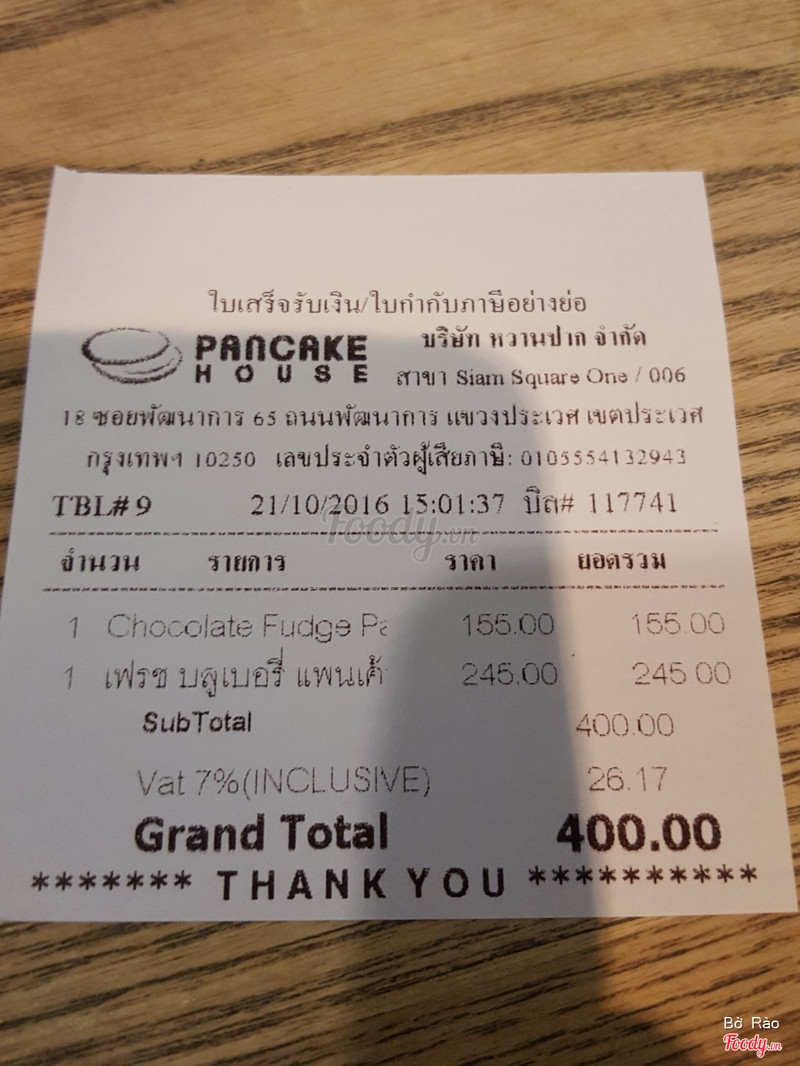 ใบเสร็จรับเงิน/ใบกำกับภาษีอย่างย่อ
PANCAKE HOUSE
บริษัท หวานปาก จำกัด
สาขา Siam Square One / 006
18 ซอยพัฒนาการ 65 ถนนพัฒนาการ แขวงประเวศ เขตประเวศ
กรุงเทพฯ 10250 เลขประจำตัวผู้เสียภาษี: 0105554132943
TBL# 9 21/10/2016 15:01:37 บิล# 117741
จำนวน รายการ ราคา ยอดรวม
1 Chocolate Fudge Pa 155.00 155.00
1 เฟรช บลูเบอรี่ แพนเค้ 245.00 245.00
SubTotal 400.00
Vat 7%(INCLUSIVE) 26.17
Grand Total 400.00
******* THANK YOU **********
Foody.vn
Bờ Rào
Foody.vn